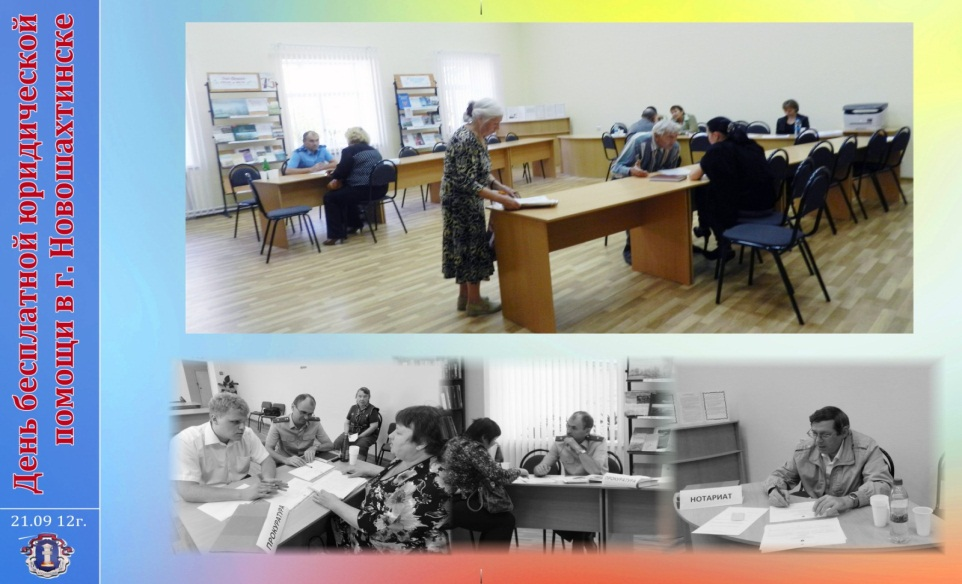 День бесплатной юридической
помощи в г. Новошахтинске
21.09 12г.
ПРОКУРАТУРА
НОТАРИАТ